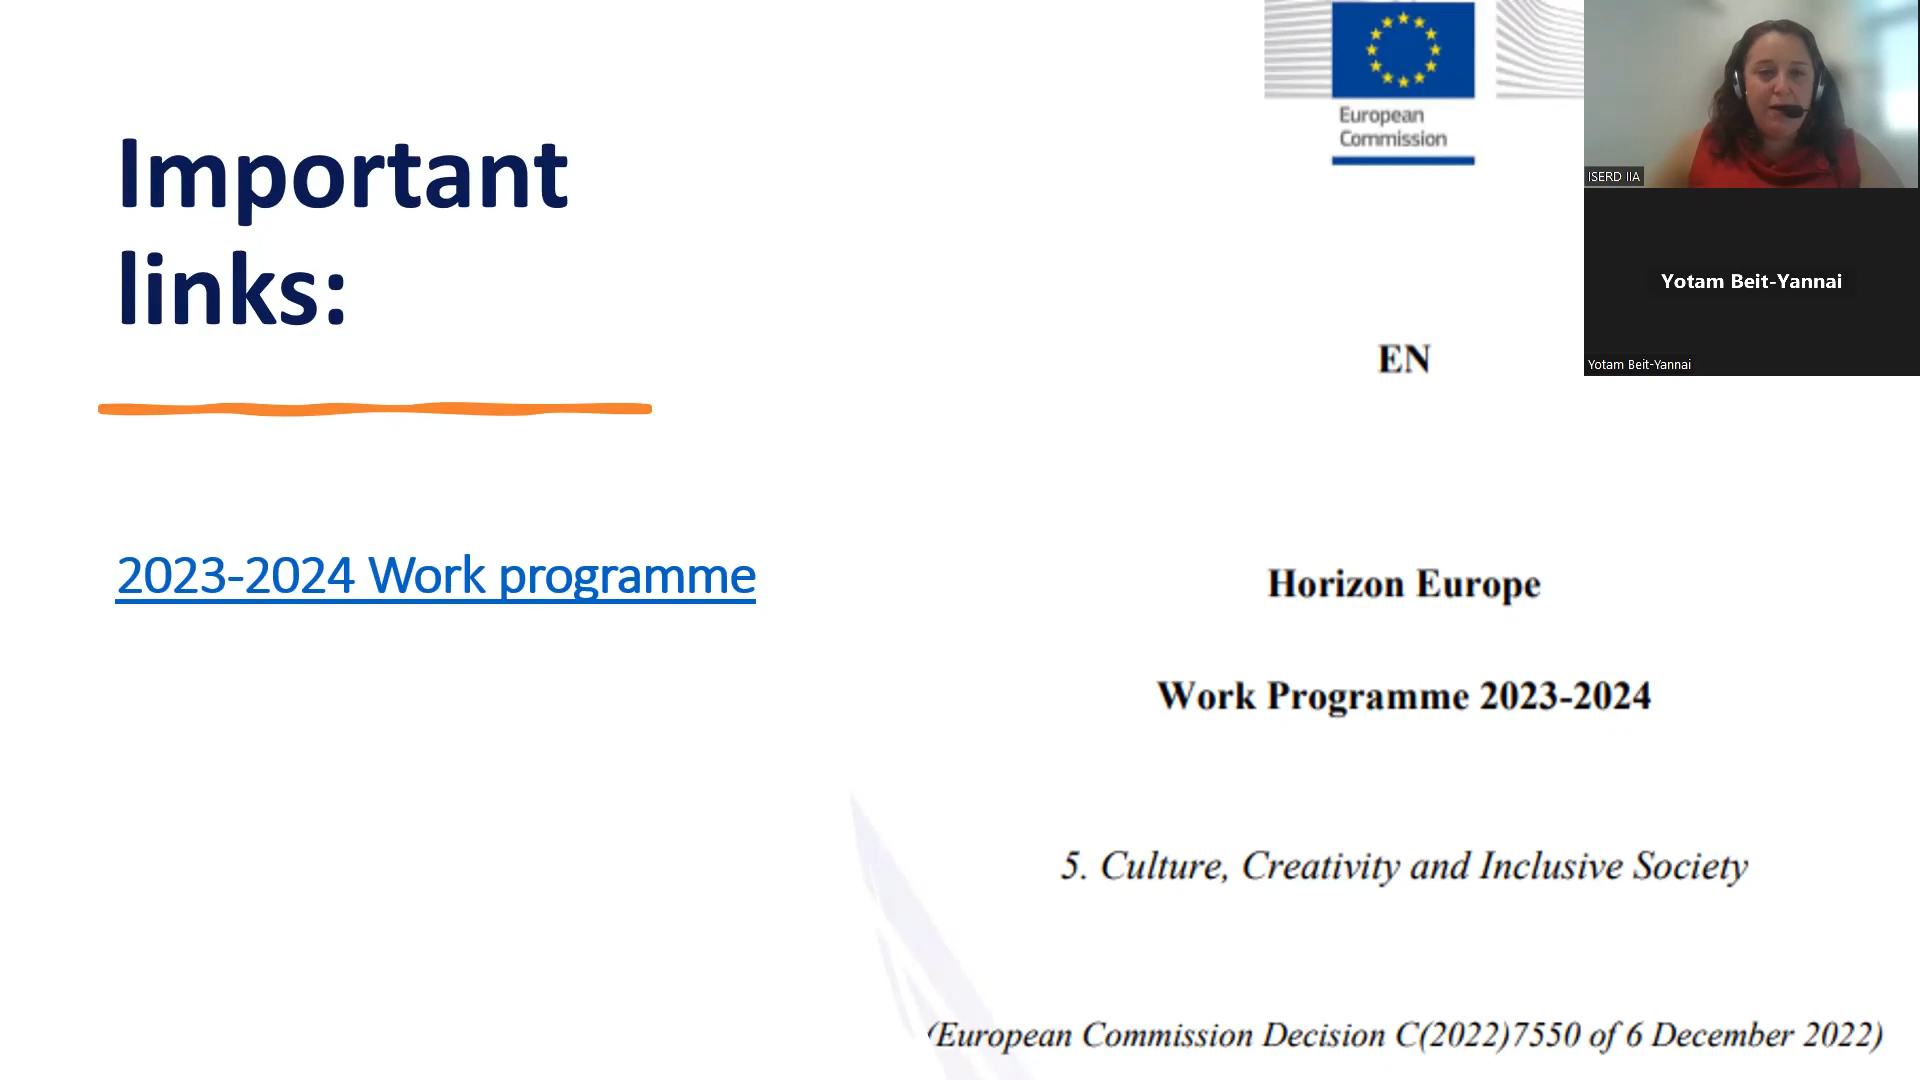 Important
links:
2023-2024 Work programme
European
Commission
EN
Horizon Europe
Work Programme 2023-2024
5. Culture, Creativity and Inclusive Society
(European Commission Decision C(2022)7550 of 6 December 2022)
ISERD IIA
Yotam Beit-Yannai
Yotam Beit-Yannai